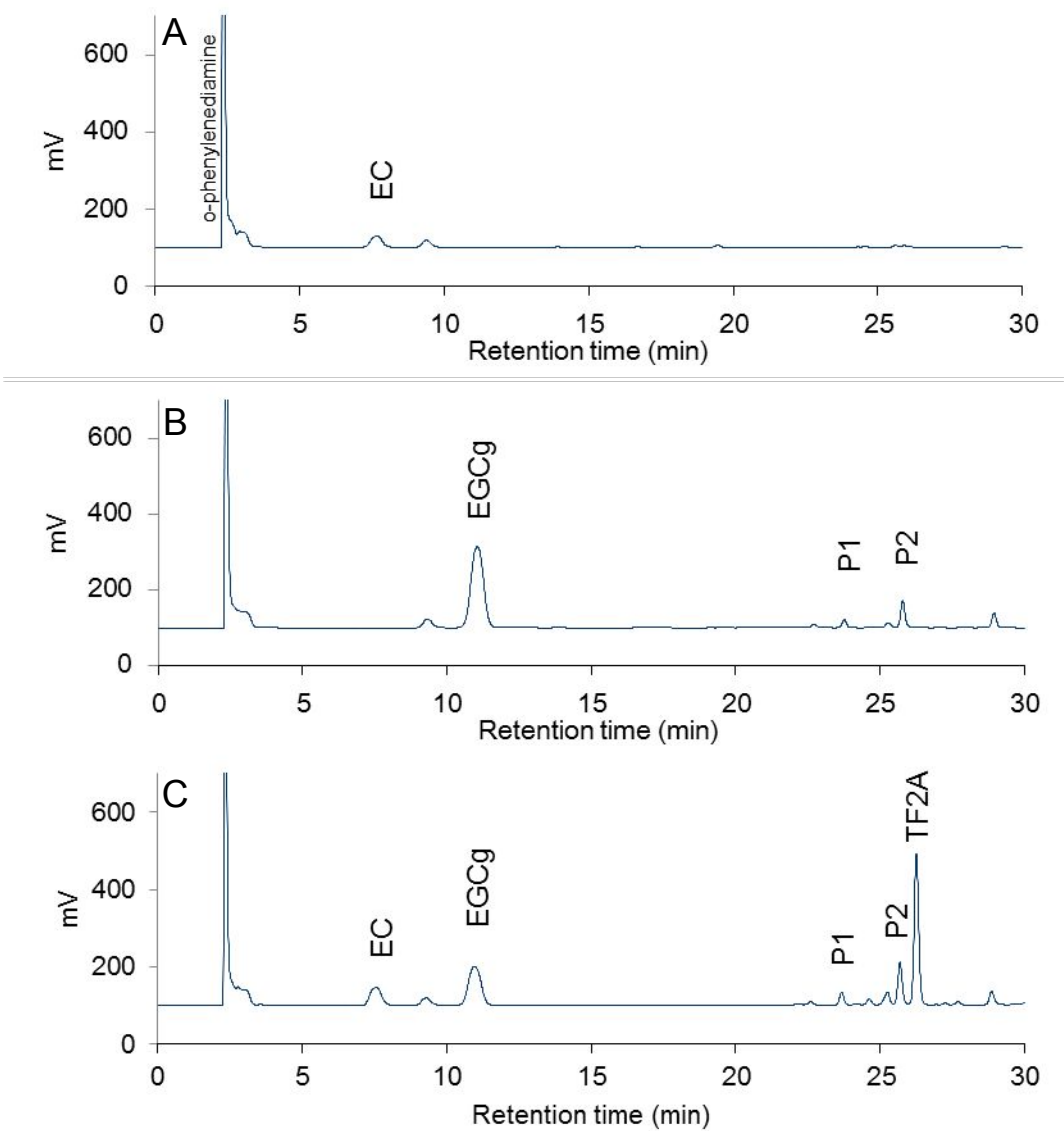 A
600
400
200
0
mV
o-phenylenediamine
EC
0 5 10 15 20 25 30
Retention time (min)
B
600
400
200
0
mV
EGCg
P1
P2
0 5 10 15 20 25 30
Retention time (min)
C
600
400
200
0
mV
EC
EGCg
P1
P2
TF2A
0 5 10 15 20 25 30
Retention time (min)